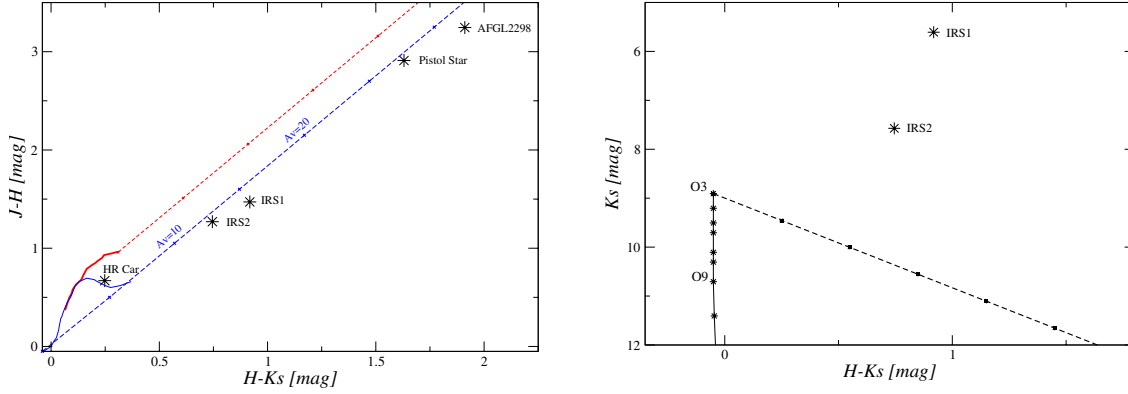 AFGL2298
Pistol Star
Av=20
IRS1
IRS2
Av=10
HR Car
3
2
1
0
J-H [mag]
0
0.5
1
1.5
2
H-Ks [mag]
IRS1
IRS2
O3
O9
6
8
10
12
Ks [mag]
0
1
H-Ks [mag]